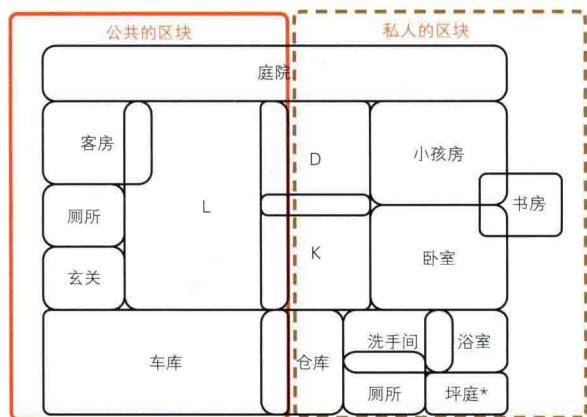 公共的区块
私人的区块
庭院
客房
D
小孩房
厕所
L
书房
玄关
K
卧室
车库
仓库
洗手间
浴室
厕所
坪庭*